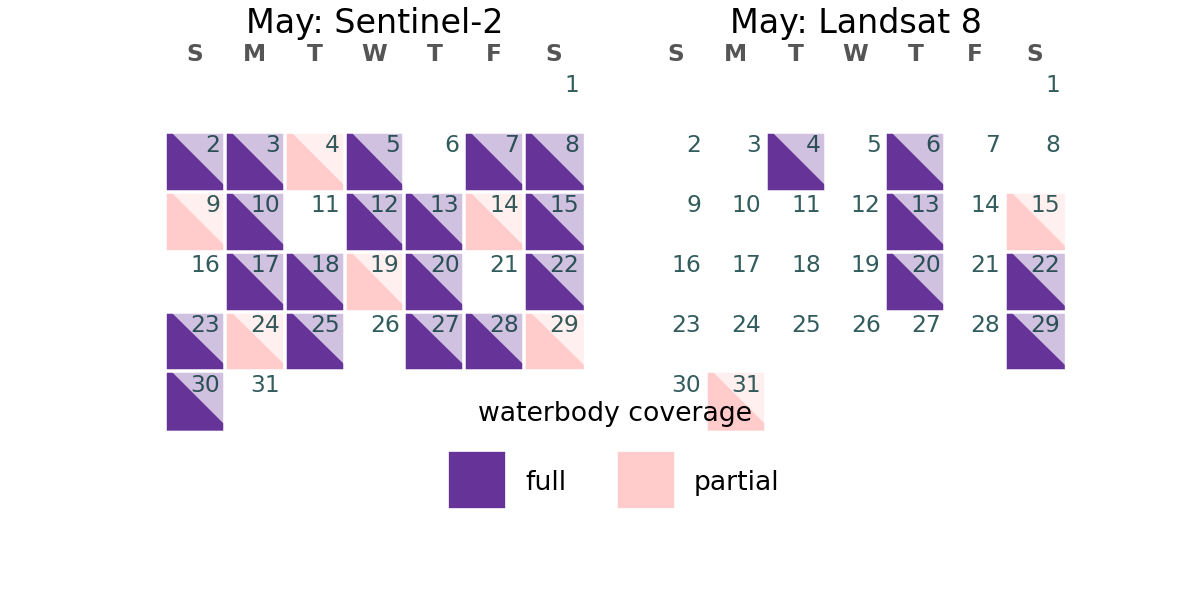 May: Sentinel-2
S M T W T F S
1
2 3 4 5 6 7 8
9 10 11 12 13 14 15
16 17 18 19 20 21 22
23 24 25 26 27 28 29
30 31
May: Landsat 8
S M T W T F S
1
2 3 4 5 6 7 8
9 10 11 12 13 14 15
16 17 18 19 20 21 22
23 24 25 26 27 28 29
30 31
waterbody coverage
full
partial